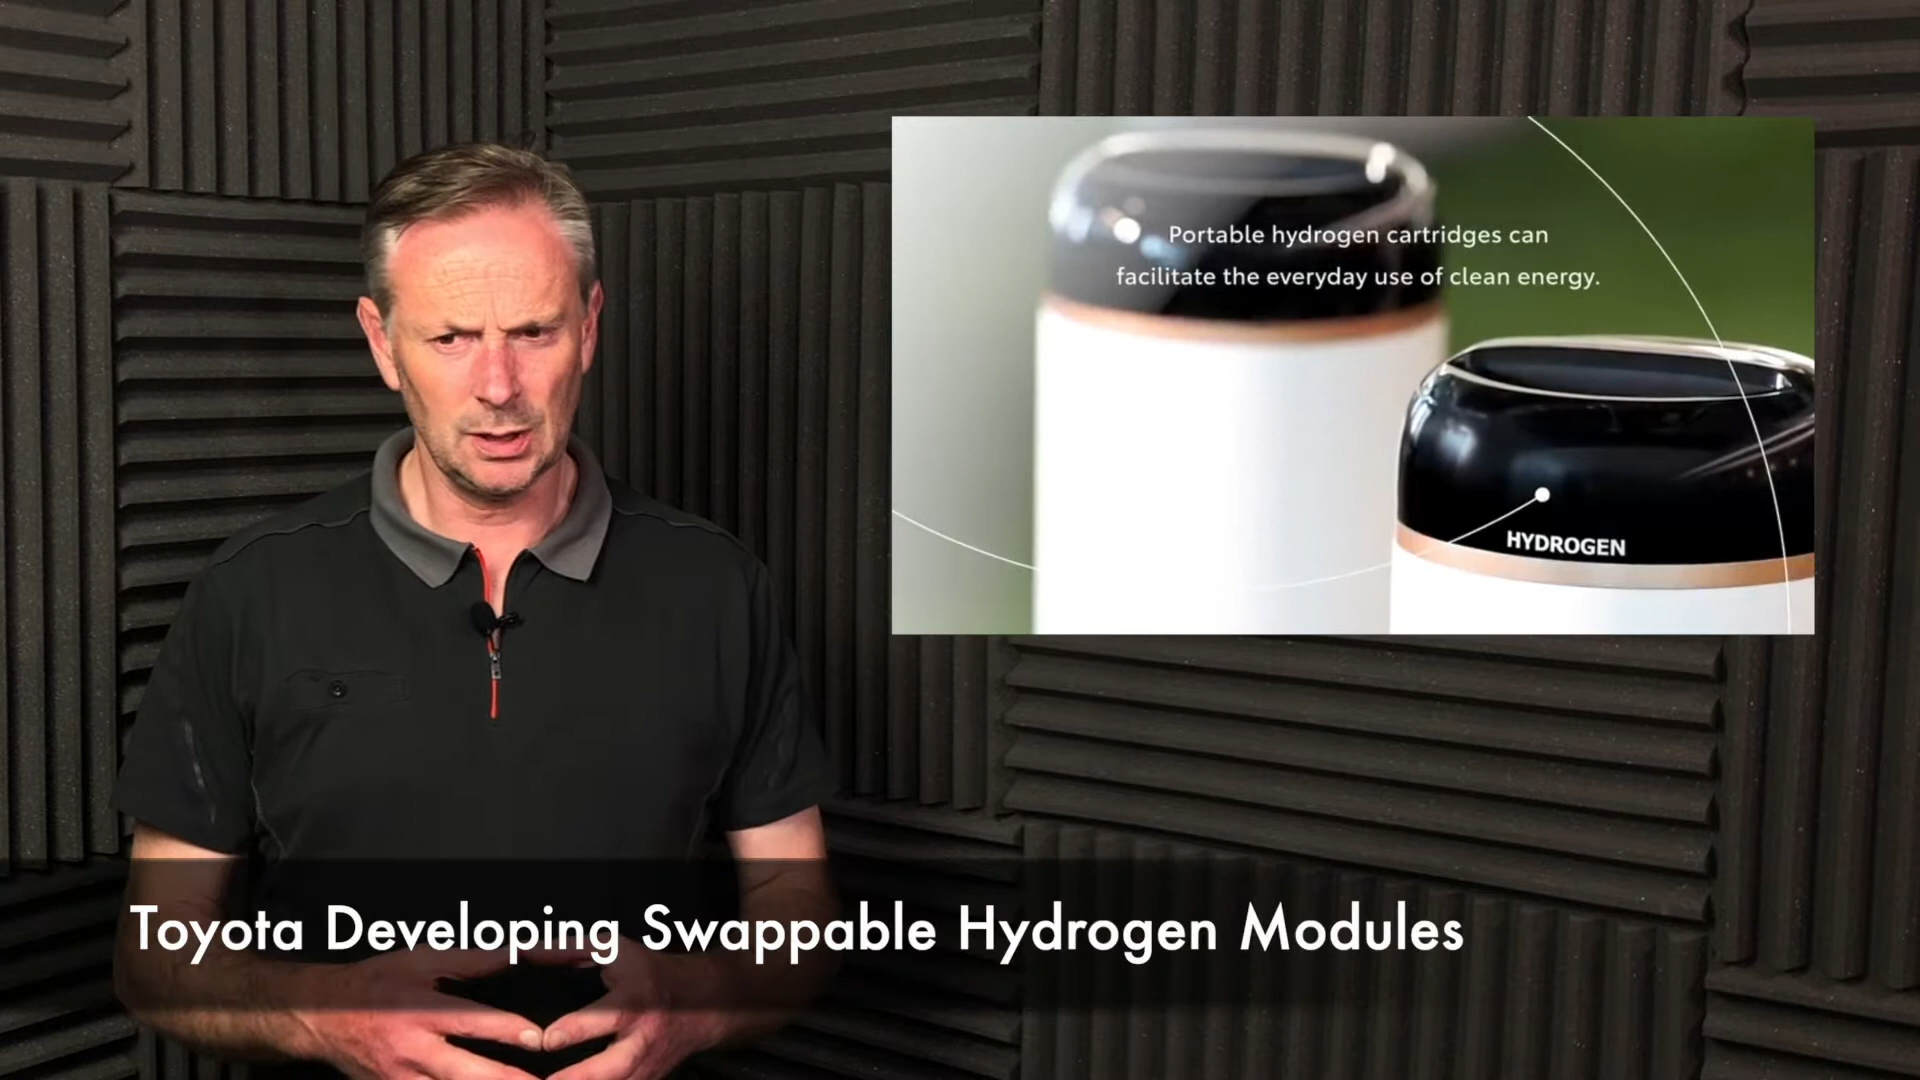 Portable hydrogen cartridges can
facilitate the everyday use of clean energy.
HYDROGEN
Toyota Developing Swappable Hydrogen Modules